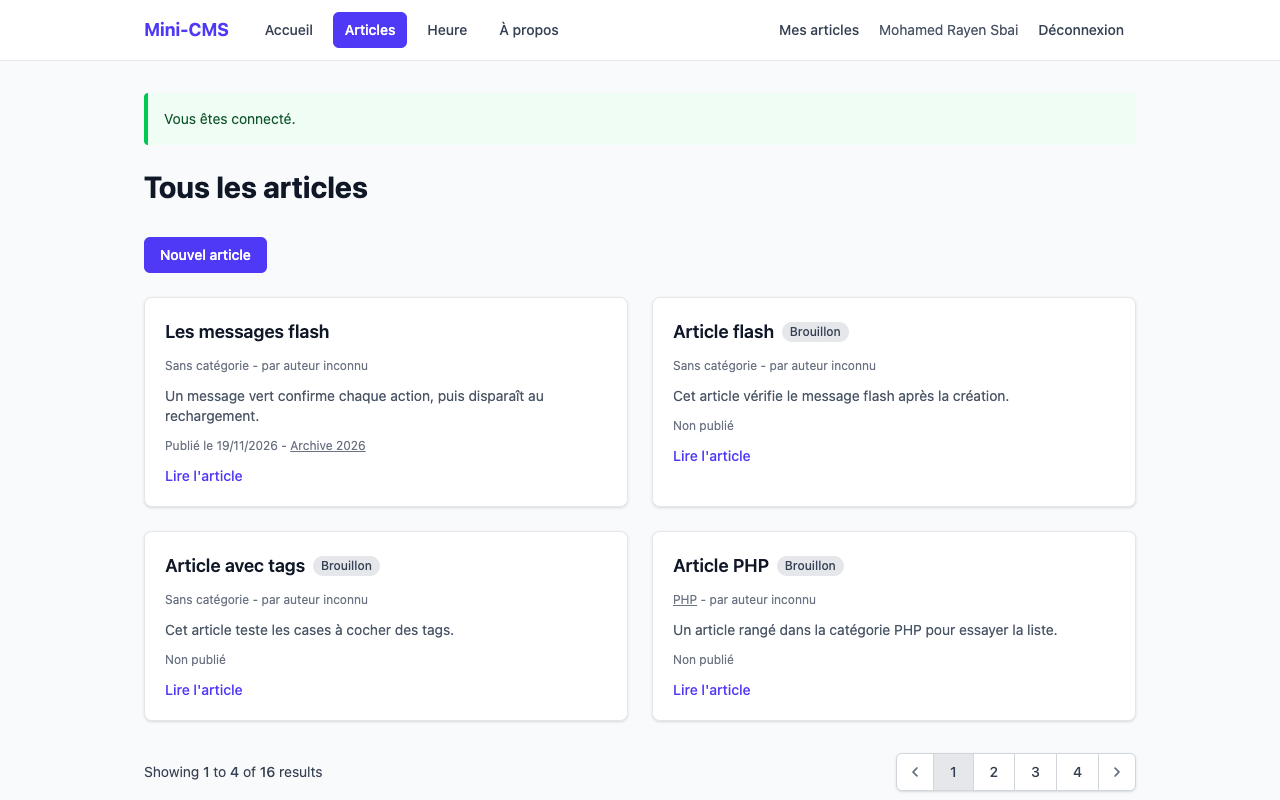 Mini-CMS Accueil Articles Heure À propos Mes articles Mohamed Rayen Sbai Déconnexion
Vous êtes connecté.
Tous les articles
Nouvel article
Les messages flash
Sans catégorie - par auteur inconnu
Un message vert confirme chaque action, puis disparaît au
rechargement.
Publié le 19/11/2026 - Archive 2026
Lire l'article
Article flash Brouillon
Sans catégorie - par auteur inconnu
Cet article vérifie le message flash après la création.
Non publié
Lire l'article
Article avec tags Brouillon
Sans catégorie - par auteur inconnu
Cet article teste les cases à cocher des tags.
Non publié
Lire l'article
Article PHP Brouillon
PHP - par auteur inconnu
Un article rangé dans la catégorie PHP pour essayer la liste.
Non publié
Lire l'article
Showing 1 to 4 of 16 results
1 2 3 4